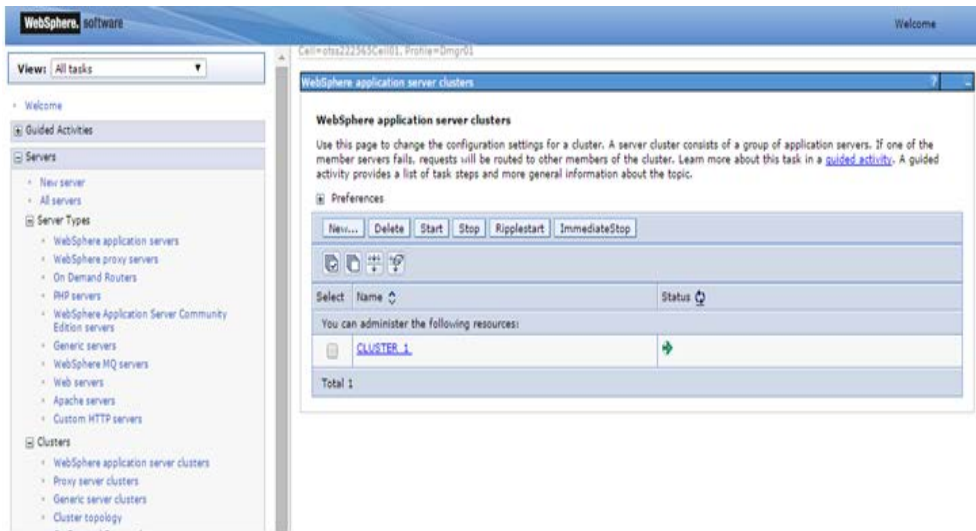 WebSphere. software
Welcome
View: All tasks
Welcome
Guided Activities
Servers
New server
All servers
Server Types
WebSphere application servers
WebSphere proxy servers
On Demand Routers
PHP servers
WebSphere Application Server Community
Edition servers
Generic servers
WebSphere MQ servers
Web servers
Apache servers
Custom HTTP servers
Clusters
WebSphere application server clusters
Proxy server clusters
Generic server clusters
Cluster topology
Profile=Dmgr01
WebSphere application server clusters ? -
WebSphere application server clusters
Use this page to change the configuration settings for a cluster. A server cluster consists of a group of application servers. If one of the
member servers fails, requests will be routed to other members of the cluster. Learn more about this task in a guided activity. A guided
activity provides a list of task steps and more general information about the topic.
Preferences
New... Delete Start Stop Ripplestart ImmediateStop
Select Name Status
You can administer the following resources:
CLUSTER_1
Total 1